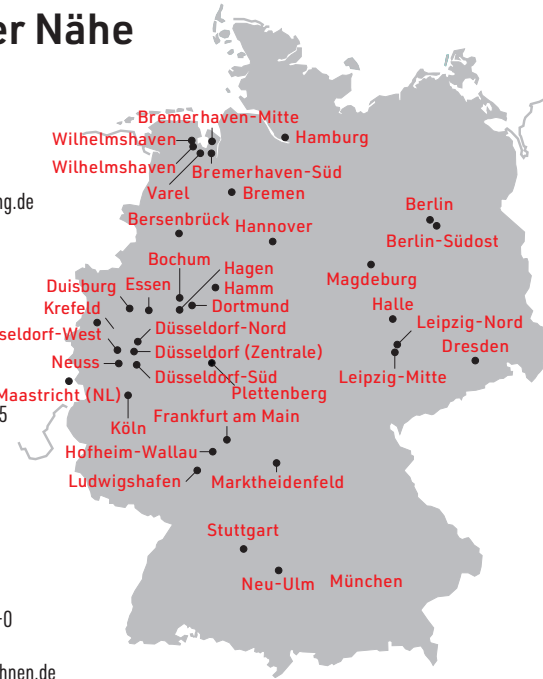 er Nähe
Bremerhaven-Mitte
Wilhelmshaven
Hamburg
Wilhelmshaven
Bremerhaven-Süd
Varel
Bremen
ng.de
Berlin
Bersenbrück
Hannover
Berlin-Südost
Bochum
Hagen
Magdeburg
Duisburg
Essen
Hamm
Krefeld
Dortmund
Halle
Leipzig-Nord
seldorf-West
Düsseldorf-Nord
Dresden
Neuss
Düsseldorf (Zentrale)
Düsseldorf-Süd
Leipzig-Mitte
Maastricht (NL)
Plettenberg
5
Köln
Frankfurt am Main
Hofheim-Wallau
Ludwigshafen
Marktheidenfeld
Stuttgart
Neu-Ulm
München
-0
hnen.de